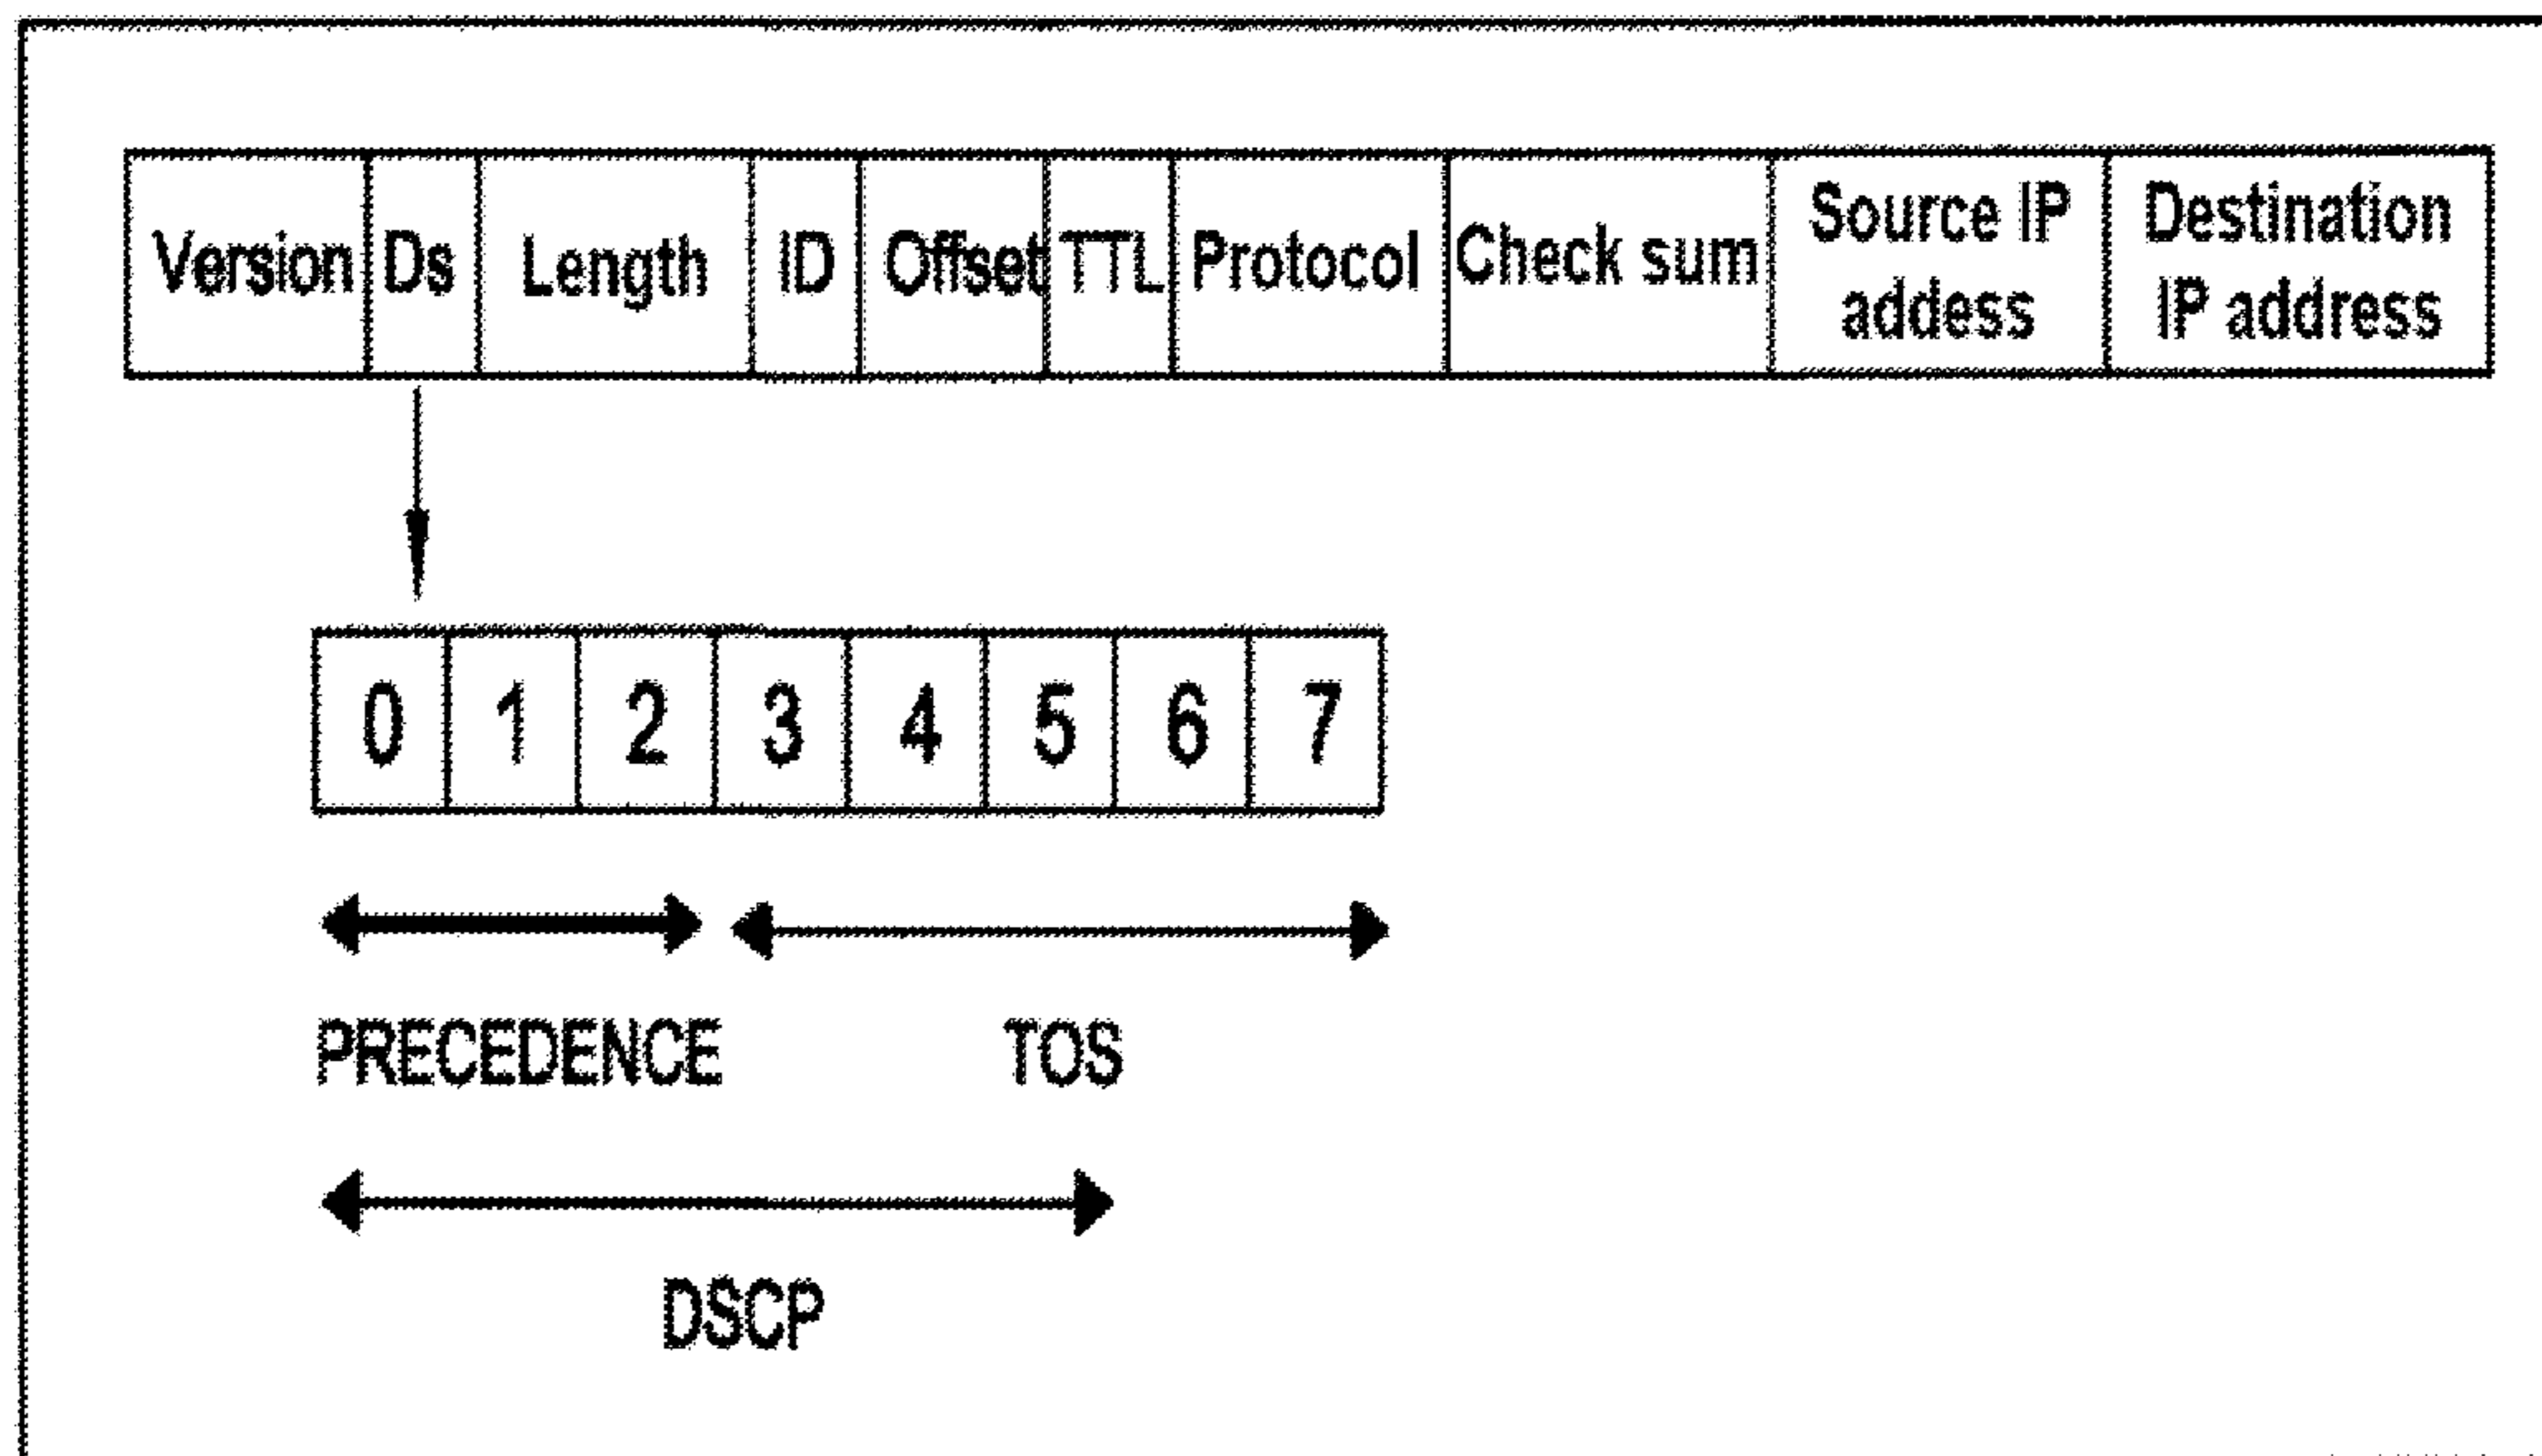 Version Ds Length ID Offset TTL Protocol Check sum Source IP addess Destination IP address
0 1 2 3 4 5 6 7
PRECEDENCE TOS
DSCP